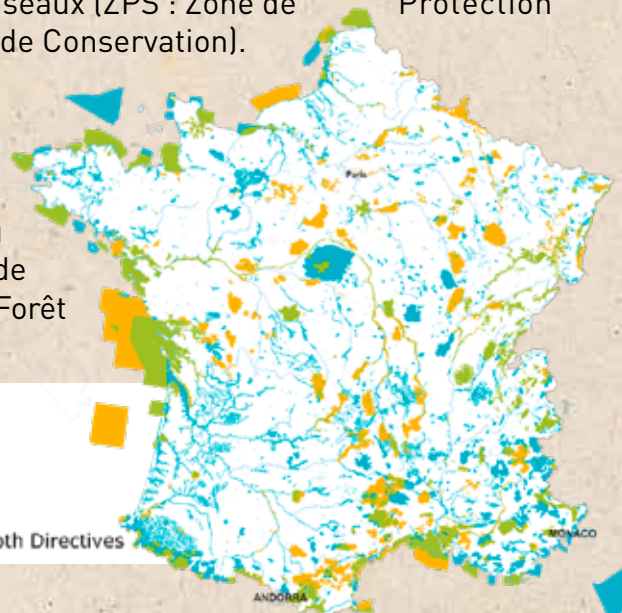 seaux (ZPS : Zone de Protection
de Conservation).
de
Forêt
Paris
oth Directives
MONACO
ANDORRA